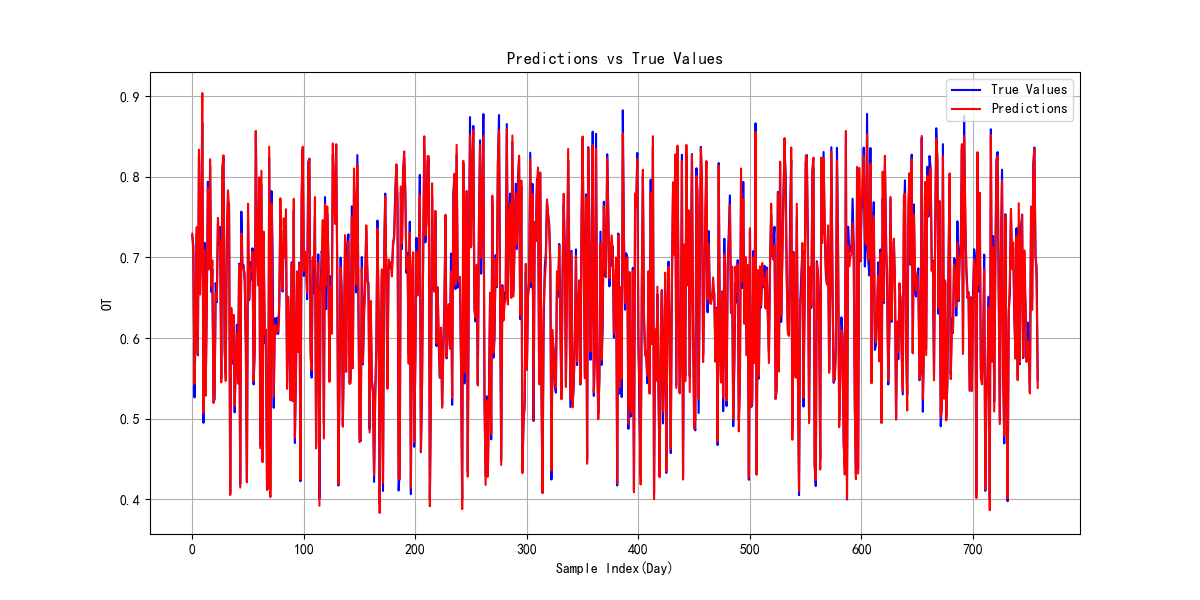 Predictions vs True Values
True Values
Predictions
0.9
0.8
0.7
0.6
0.5
0.4
OT
0 100 200 300 400 500 600 700
Sample Index(Day)